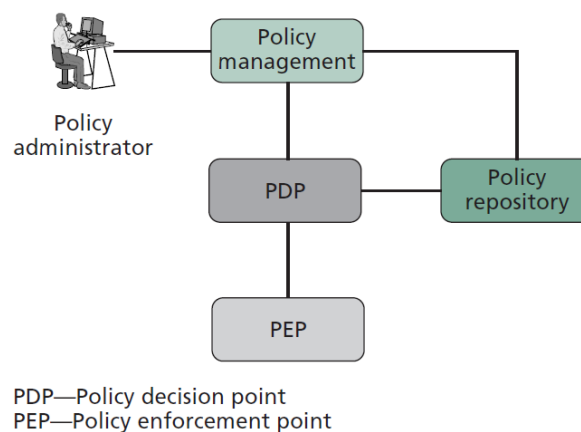 Policy
management
Policy
administrator
PDP
Policy
repository
PEP
PDP—Policy decision point
PEP—Policy enforcement point